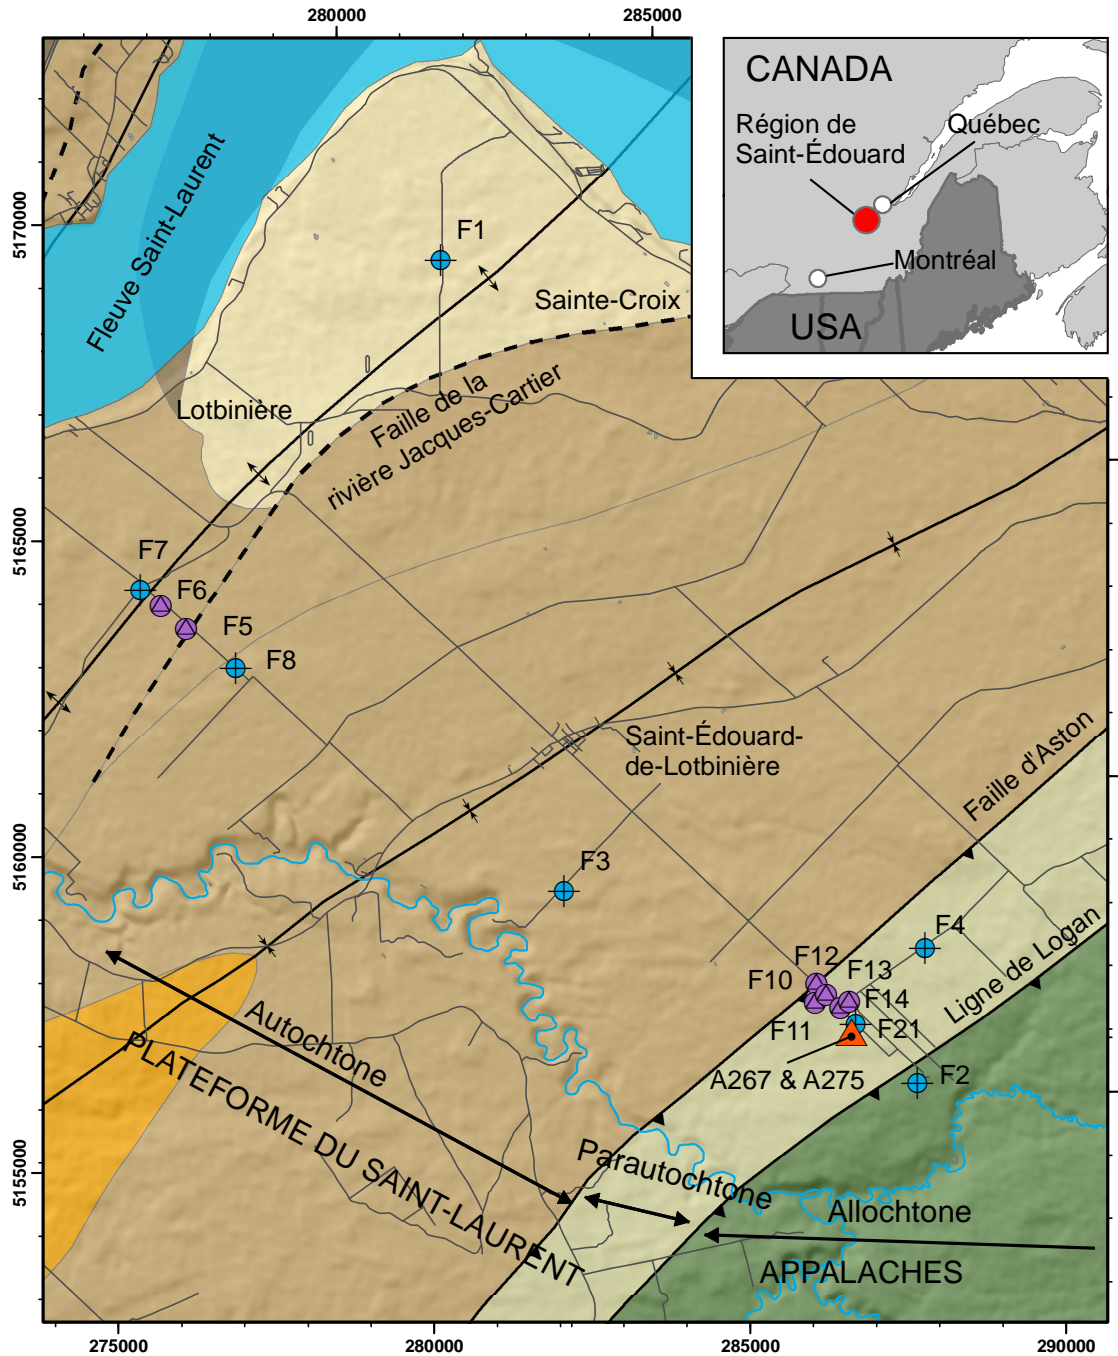 280000
285000
CANADA
Région de
Saint-Édouard
Québec
Montréal
USA
Fleuve Saint-Laurent
5170000
F1
Sainte-Croix
Lotbinière
Faille de la
rivière Jacques-Cartier
5165000
F7
F6
F5
F8
Saint-Édouard-
de-Lotbinière
Faille d'Aston
5160000
F3
F4
Ligne de Logan
F12
F10
F13
F14
F11
F21
A267 & A275
F2
Autochtone
PLATEFORME DU SAINT-LAURENT
5155000
Parautochtone
Allochtone
APPALACHES
275000
280000
285000
290000